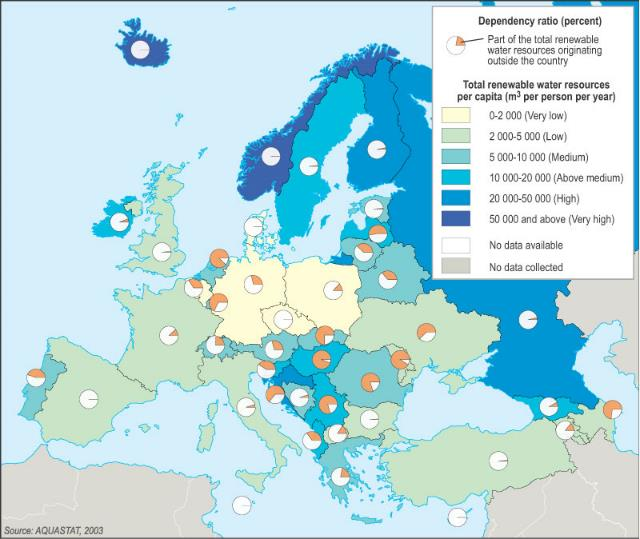 Dependency ratio (percent)
Part of the total renewable
water resources originating
outside the country
Total renewable water resources
per capita (m³ per person per year)
0-2 000 (Very low)
2 000-5 000 (Low)
5 000-10 000 (Medium)
10 000-20 000 (Above medium)
20 000-50 000 (High)
50 000 and above (Very high)
No data available
No data collected
Source: AQUASTAT, 2003